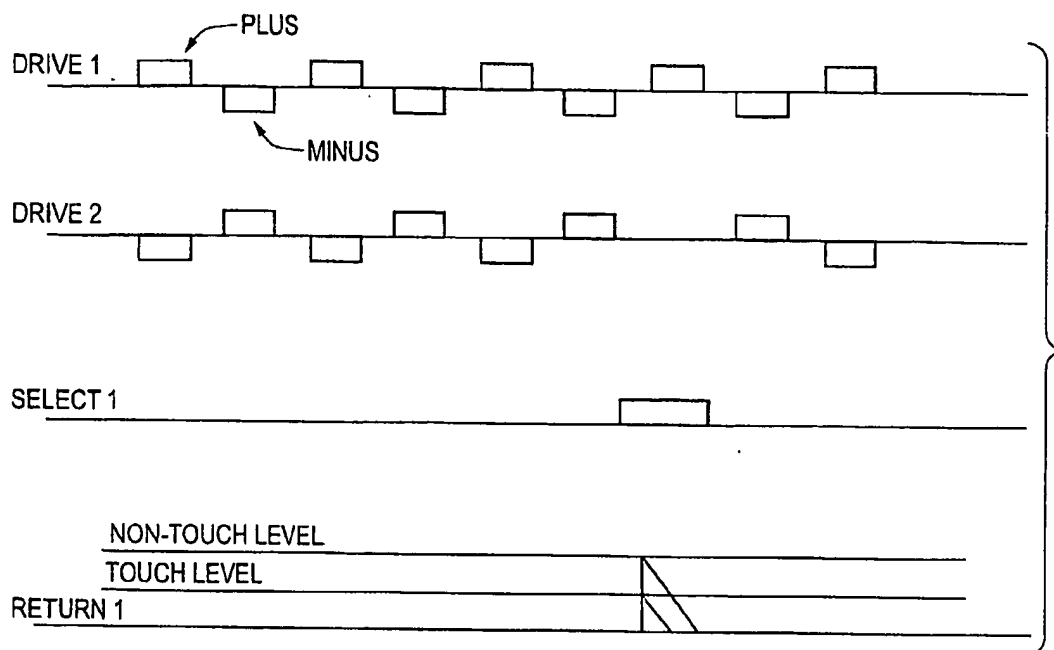 PLUS
DRIVE 1
MINUS
DRIVE 2
SELECT 1
NON-TOUCH LEVEL
TOUCH LEVEL
RETURN 1